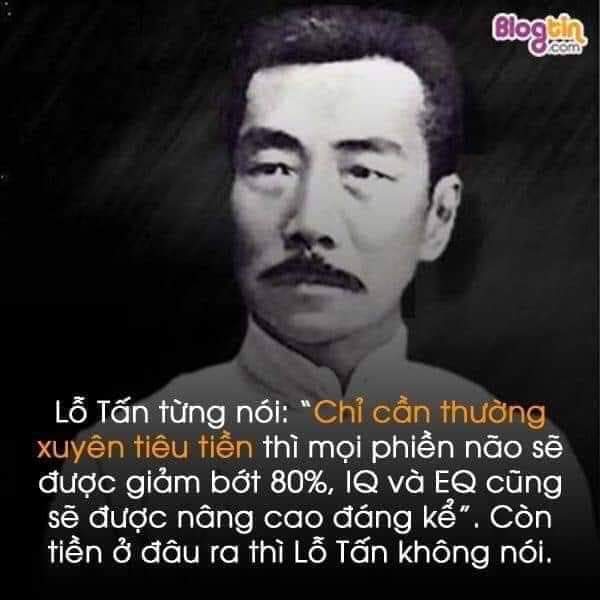 Blogtin
.com
Lỗ Tấn từng nói: “Chỉ cần thường
xuyên tiêu tiền thì mọi phiền não sẽ
được giảm bớt 80%, IQ và EQ cũng
sẽ được nâng cao đáng kể”. Còn
tiền ở đâu ra thì Lỗ Tấn không nói.